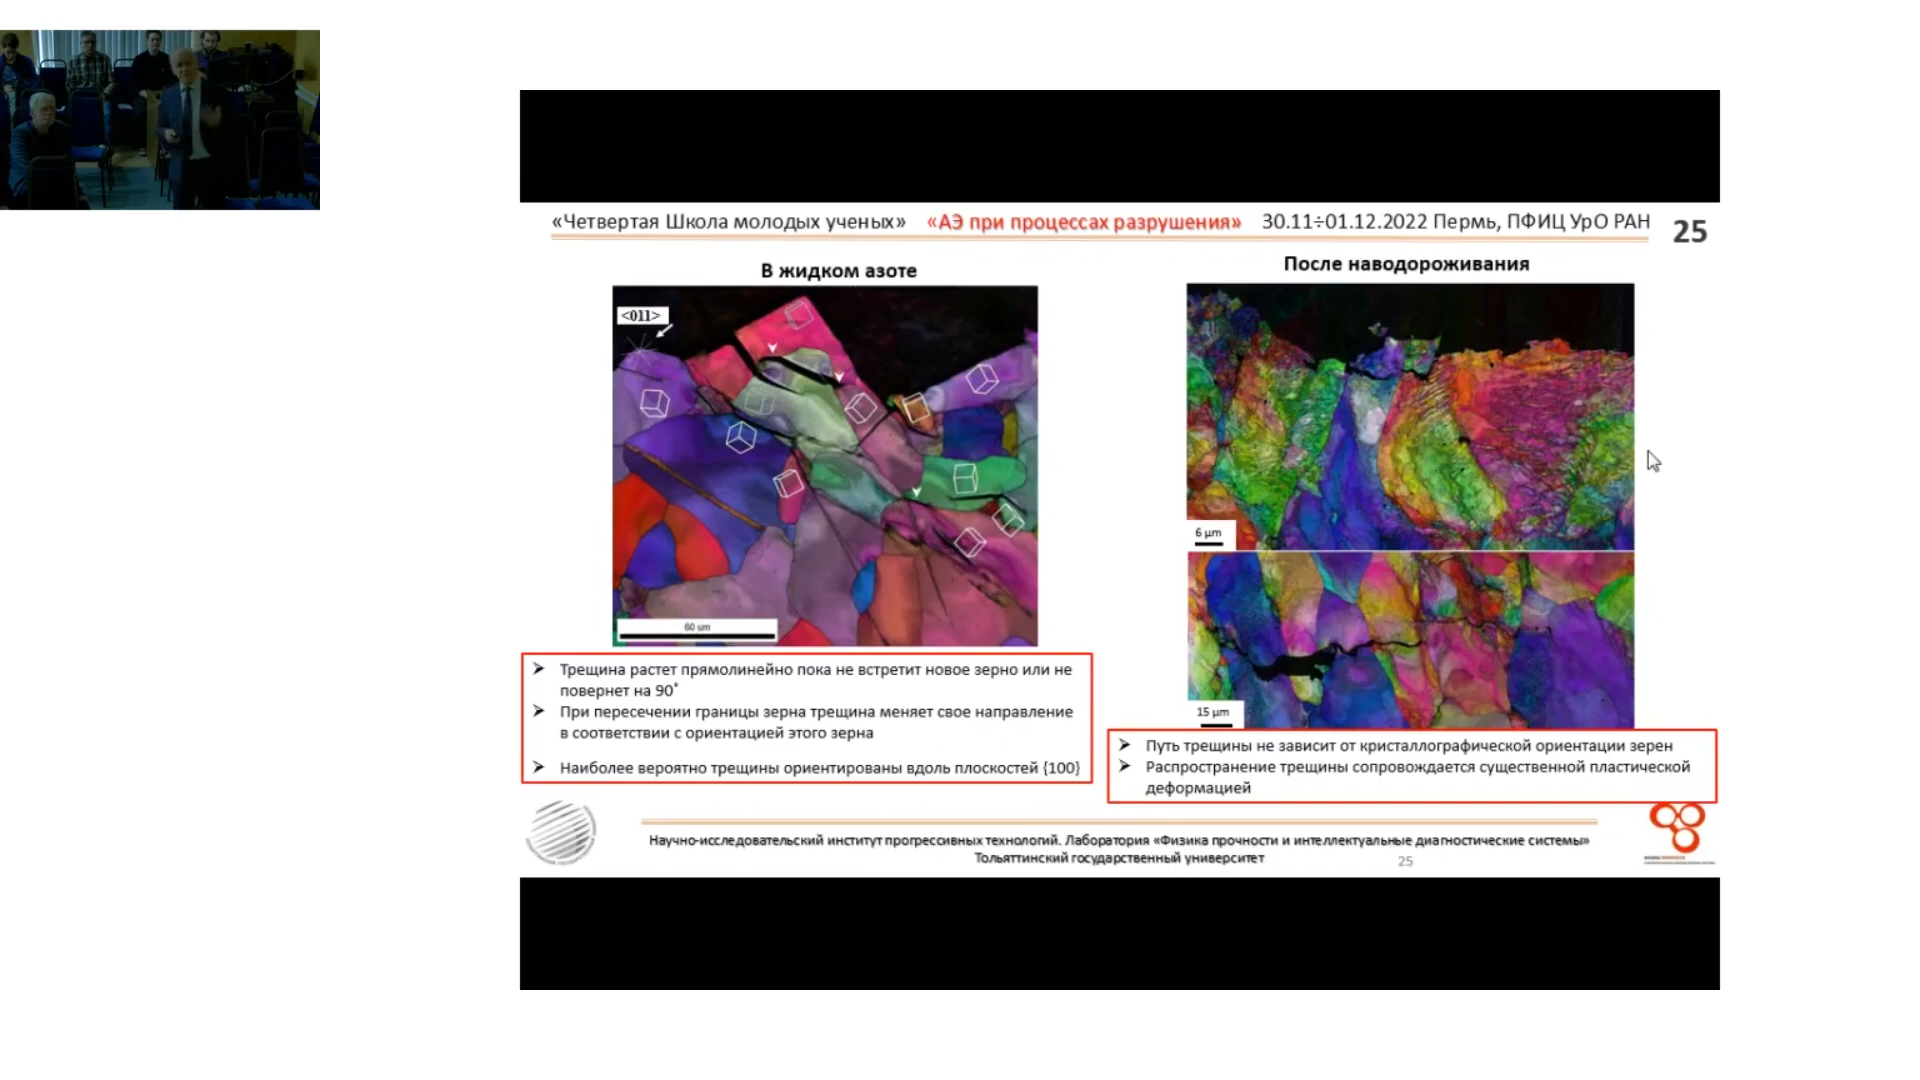 «Четвертая Школа молодых ученых» «АЭ при процессах разрушения» 30.11÷01.12.2022 Пермь, ПФИЦ УрО РАН 25
В жидком азоте
<011>
60 um
➢ Трещина растет прямолинейно пока не встретит новое зерно или не
повернет на 90˚
➢ При пересечении границы зерна трещина меняет свое направление
в соответствии с ориентацией этого зерна
➢ Наиболее вероятно трещины ориентированы вдоль плоскостей {100}
После наводороживания
6 µm
15 µm
➢ Путь трещины не зависит от кристаллографической ориентации зерен
➢ Распространение трещины сопровождается существенной пластической
деформацией
Научно-исследовательский институт прогрессивных технологий. Лаборатория «Физика прочности и интеллектуальные диагностические системы»
Тольяттинский государственный университет
25